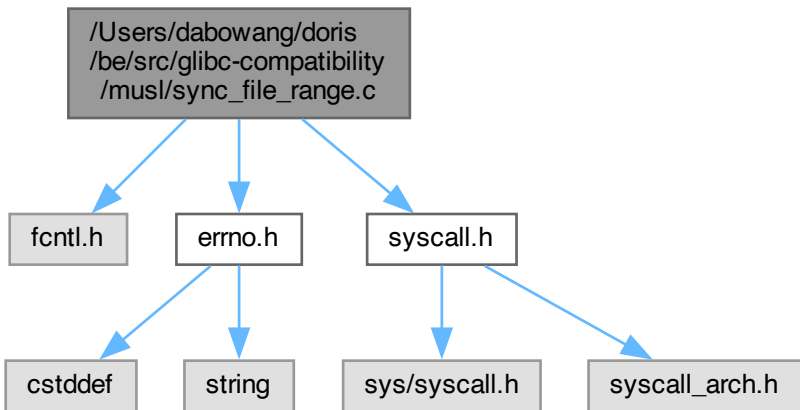 /Users/dabowang/doris
/be/src/glibc-compatibility
/musl/sync_file_range.c
fcntl.h
errno.h
syscall.h
cstddef
string
sys/syscall.h
syscall_arch.h